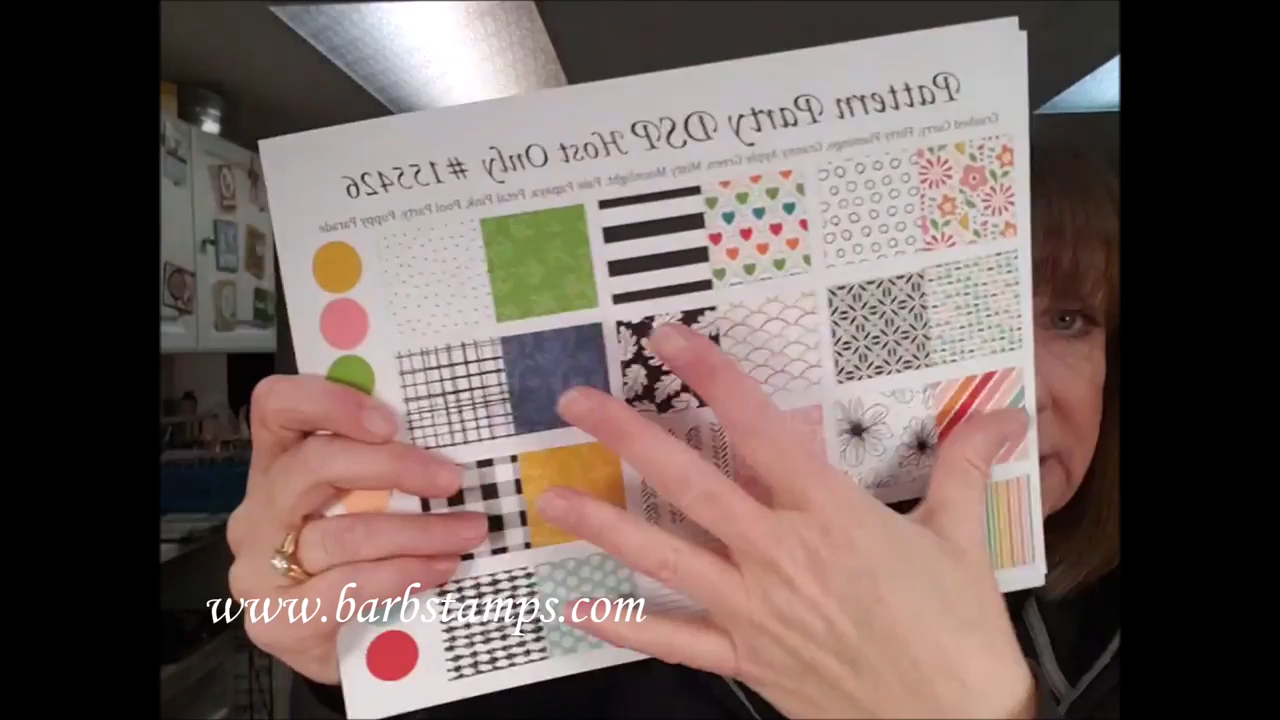 Pattern Party DSP Host Only #155426
Crushed Curry, Flirty Flamingo, Granny Apple Green, Misty Moonlight, Pale Papaya, Petal Pink, Pool Party, Poppy Parade
www.barbstamps.com